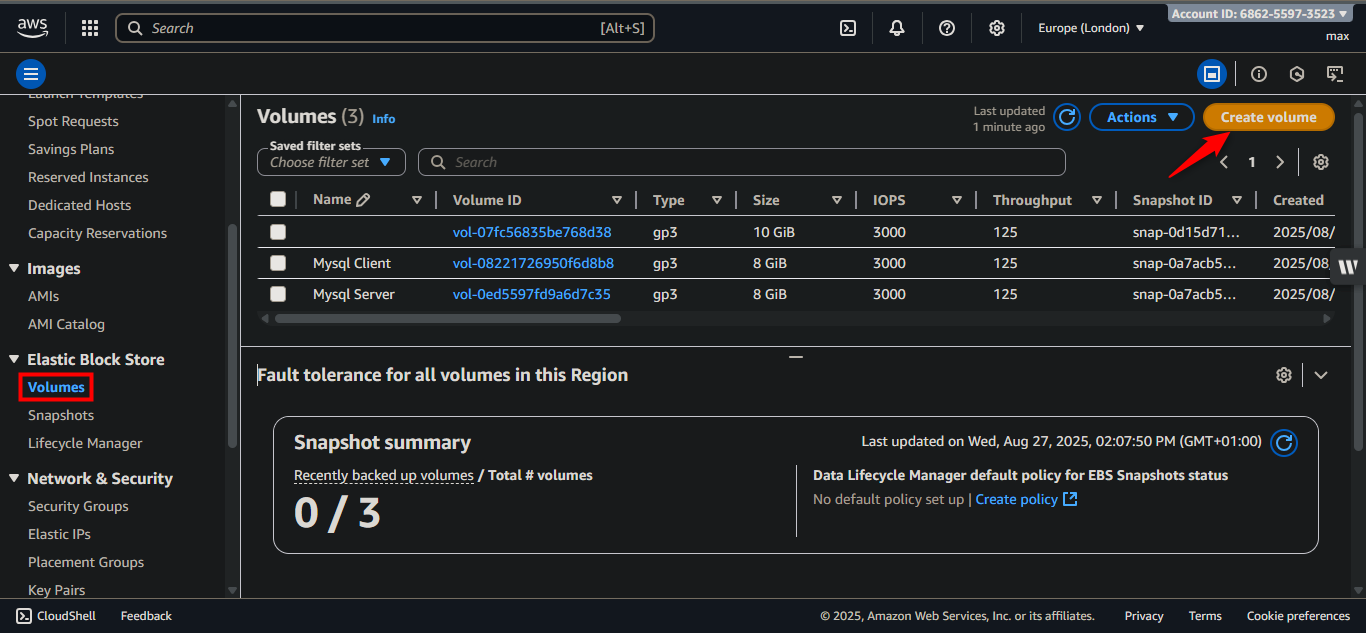 aws
Search [Alt+S]
Europe (London)
Account ID: 6862-5597-3523
max
Launch Templates
Spot Requests
Savings Plans
Reserved Instances
Dedicated Hosts
Capacity Reservations
Images
AMIs
AMI Catalog
Elastic Block Store
Volumes
Snapshots
Lifecycle Manager
Network & Security
Security Groups
Elastic IPs
Placement Groups
Key Pairs
Volumes (3) Info
Last updated
1 minute ago
Actions
Create volume
Saved filter sets
Choose filter set
Search
1
Name Volume ID Type Size IOPS Throughput Snapshot ID Created
vol-07fc56835be768d38 gp3 10 GiB 3000 125 snap-0d15d71... 2025/08/
Mysql Client vol-08221726950f6d8b8 gp3 8 GiB 3000 125 snap-0a7acb5... 2025/08/
Mysql Server vol-0ed5597fd9a6d7c35 gp3 8 GiB 3000 125 snap-0a7acb5... 2025/08/
Fault tolerance for all volumes in this Region
Snapshot summary
Last updated on Wed, Aug 27, 2025, 02:07:50 PM (GMT+01:00)
Recently backed up volumes / Total # volumes
0 / 3
Data Lifecycle Manager default policy for EBS Snapshots status
No default policy set up | Create policy
CloudShell Feedback
© 2025, Amazon Web Services, Inc. or its affiliates. Privacy Terms Cookie preferences